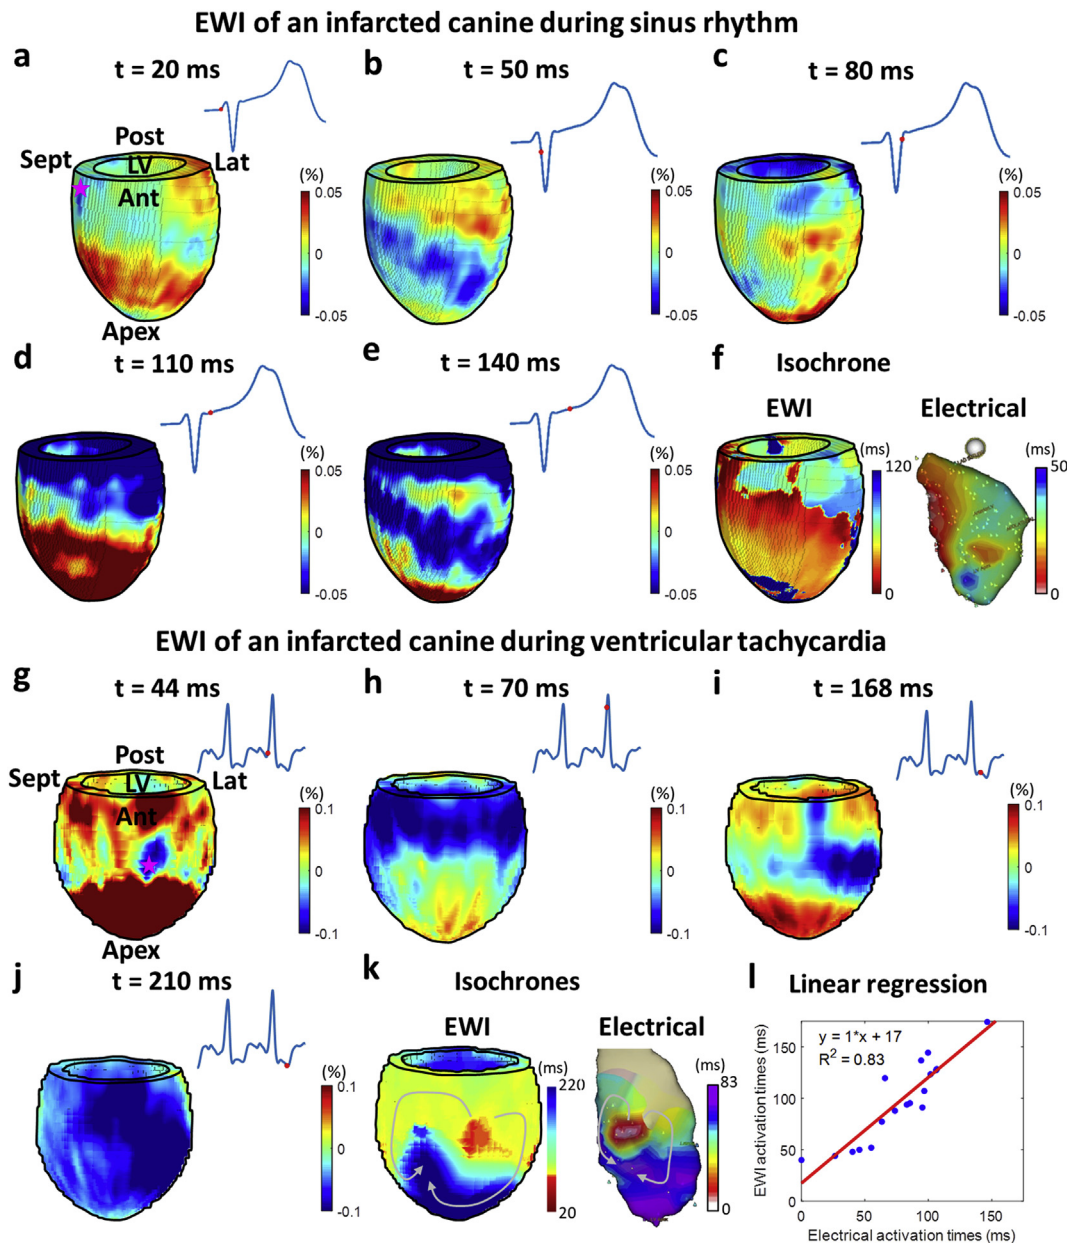 EWI of an infarcted canine during sinus rhythm
a
t = 20 ms
Post
Sept
LV
Lat
Ant
Apex
(%)
0.05
0
-0.05
b
t = 50 ms
(%)
0.05
0
-0.05
c
t = 80 ms
(%)
0.05
0
-0.05
d
t = 110 ms
(%)
0.05
0
-0.05
e
t = 140 ms
(%)
0.05
0
-0.05
f
Isochrone
EWI
Electrical
(ms)
120
0
(ms)
50
0
EWI of an infarcted canine during ventricular tachycardia
g
t = 44 ms
Post
Sept
LV
Lat
Ant
Apex
(%)
0.1
0
-0.1
h
t = 70 ms
(%)
0.1
0
-0.1
i
t = 168 ms
(%)
0.1
0
-0.1
j
t = 210 ms
(%)
0.1
0
-0.1
k
Isochrones
EWI
Electrical
(ms)
220
20
(ms)
83
0
l
Linear regression
y = 1*x + 17
R² = 0.83
EWI activation times (ms)
150
100
50
0
0
50
100
150
Electrical activation times (ms)